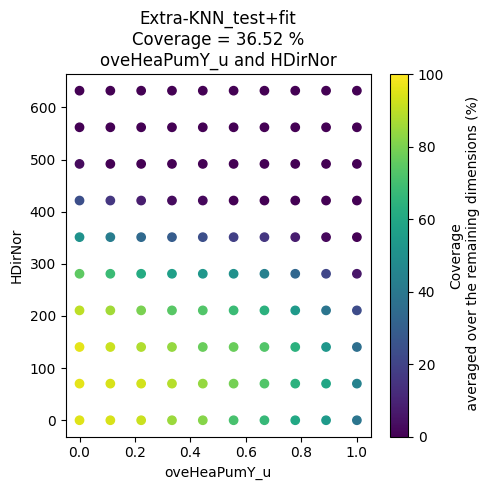 Extra-KNN_test+fit
Coverage = 36.52 %
oveHeaPumY_u and HDirNor
600
500
400
300
200
100
0
HDirNor
0.0 0.2 0.4 0.6 0.8 1.0
oveHeaPumY_u
100
80
60
40
20
0
Coverage
averaged over the remaining dimensions (%)